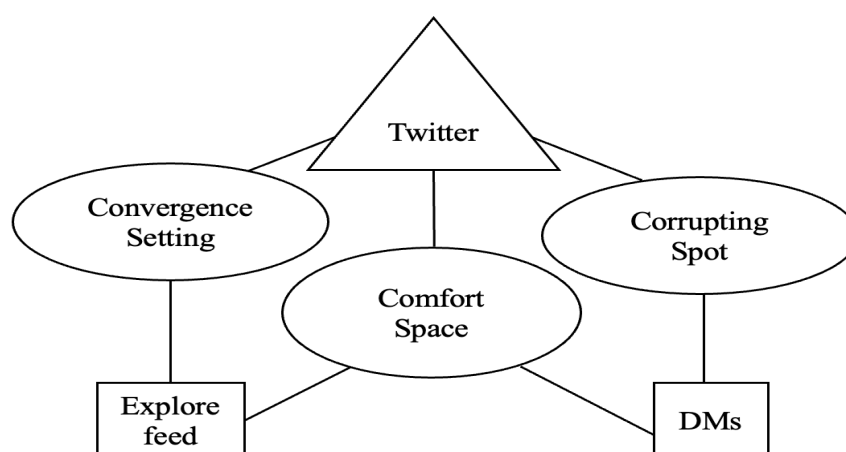 Twitter
Convergence
Setting
Corrupting
Spot
Comfort
Space
Explore
feed
DMs